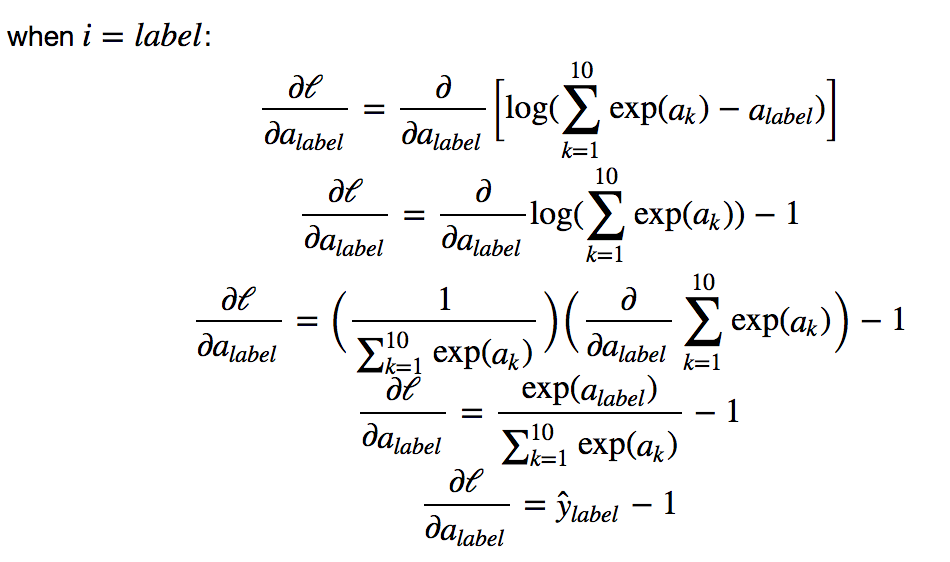 when i = label:
∂ℓ/∂a_label = ∂/∂a_label [log(∑_{k=1}^{10} exp(a_k) − a_label)]
∂ℓ/∂a_label = ∂/∂a_label log(∑_{k=1}^{10} exp(a_k)) − 1
∂ℓ/∂a_label = (1/∑_{k=1}^{10} exp(a_k))(∂/∂a_label ∑_{k=1}^{10} exp(a_k)) − 1
∂ℓ/∂a_label = exp(a_label)/∑_{k=1}^{10} exp(a_k) − 1
∂ℓ/∂a_label = ŷ_label − 1